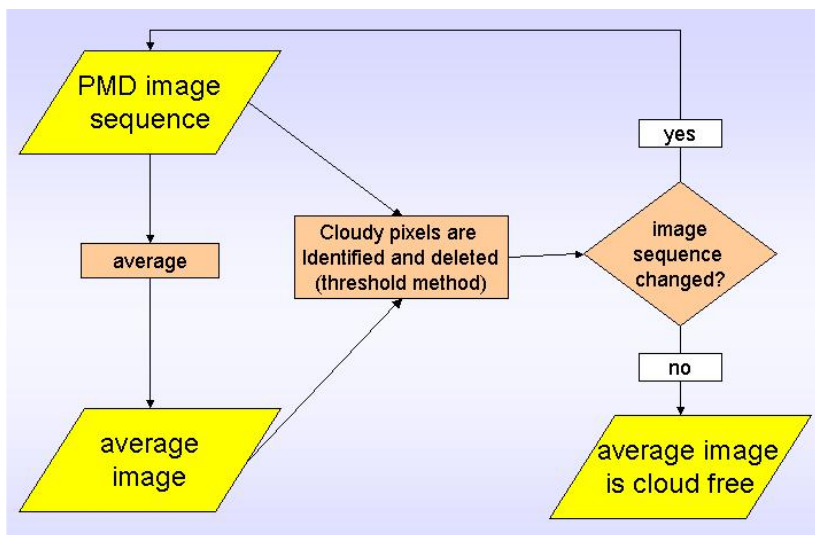 PMD image
sequence
average
average
image
Cloudy pixels are
Identified and deleted
(threshold method)
image
sequence
changed?
yes
no
average image
is cloud free